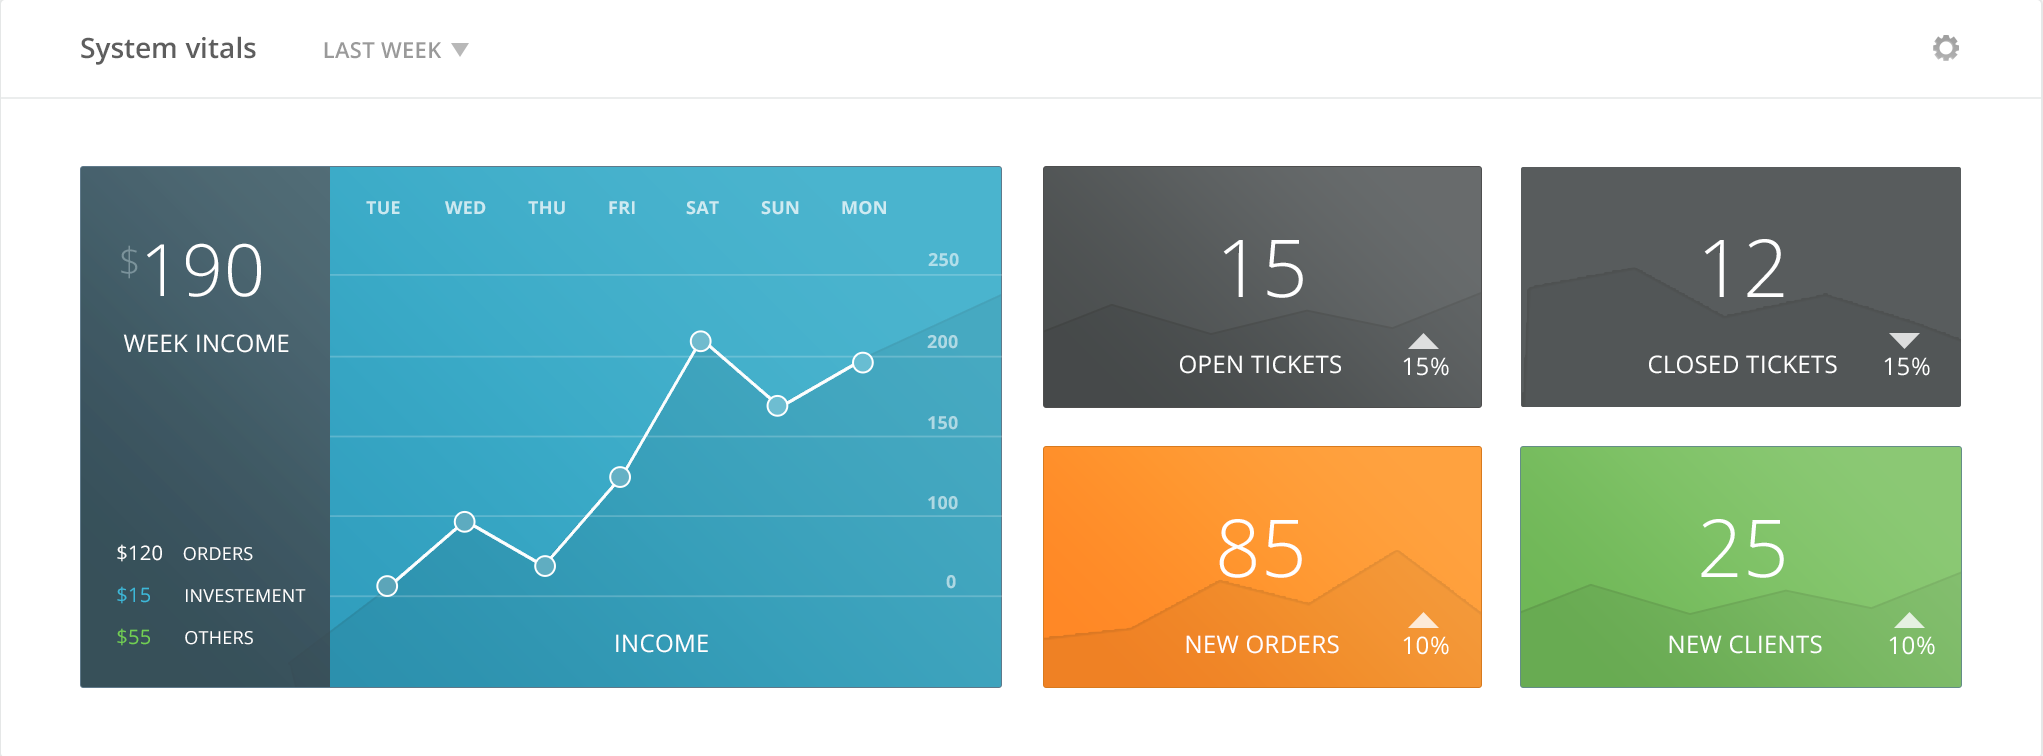 System vitals
LAST WEEK
$190
WEEK INCOME
$120 ORDERS
$15 INVESTEMENT
$55 OTHERS
TUE WED THU FRI SAT SUN MON
250
200
150
100
0
INCOME
15
OPEN TICKETS
15%
12
CLOSED TICKETS
15%
85
NEW ORDERS
10%
25
NEW CLIENTS
10%